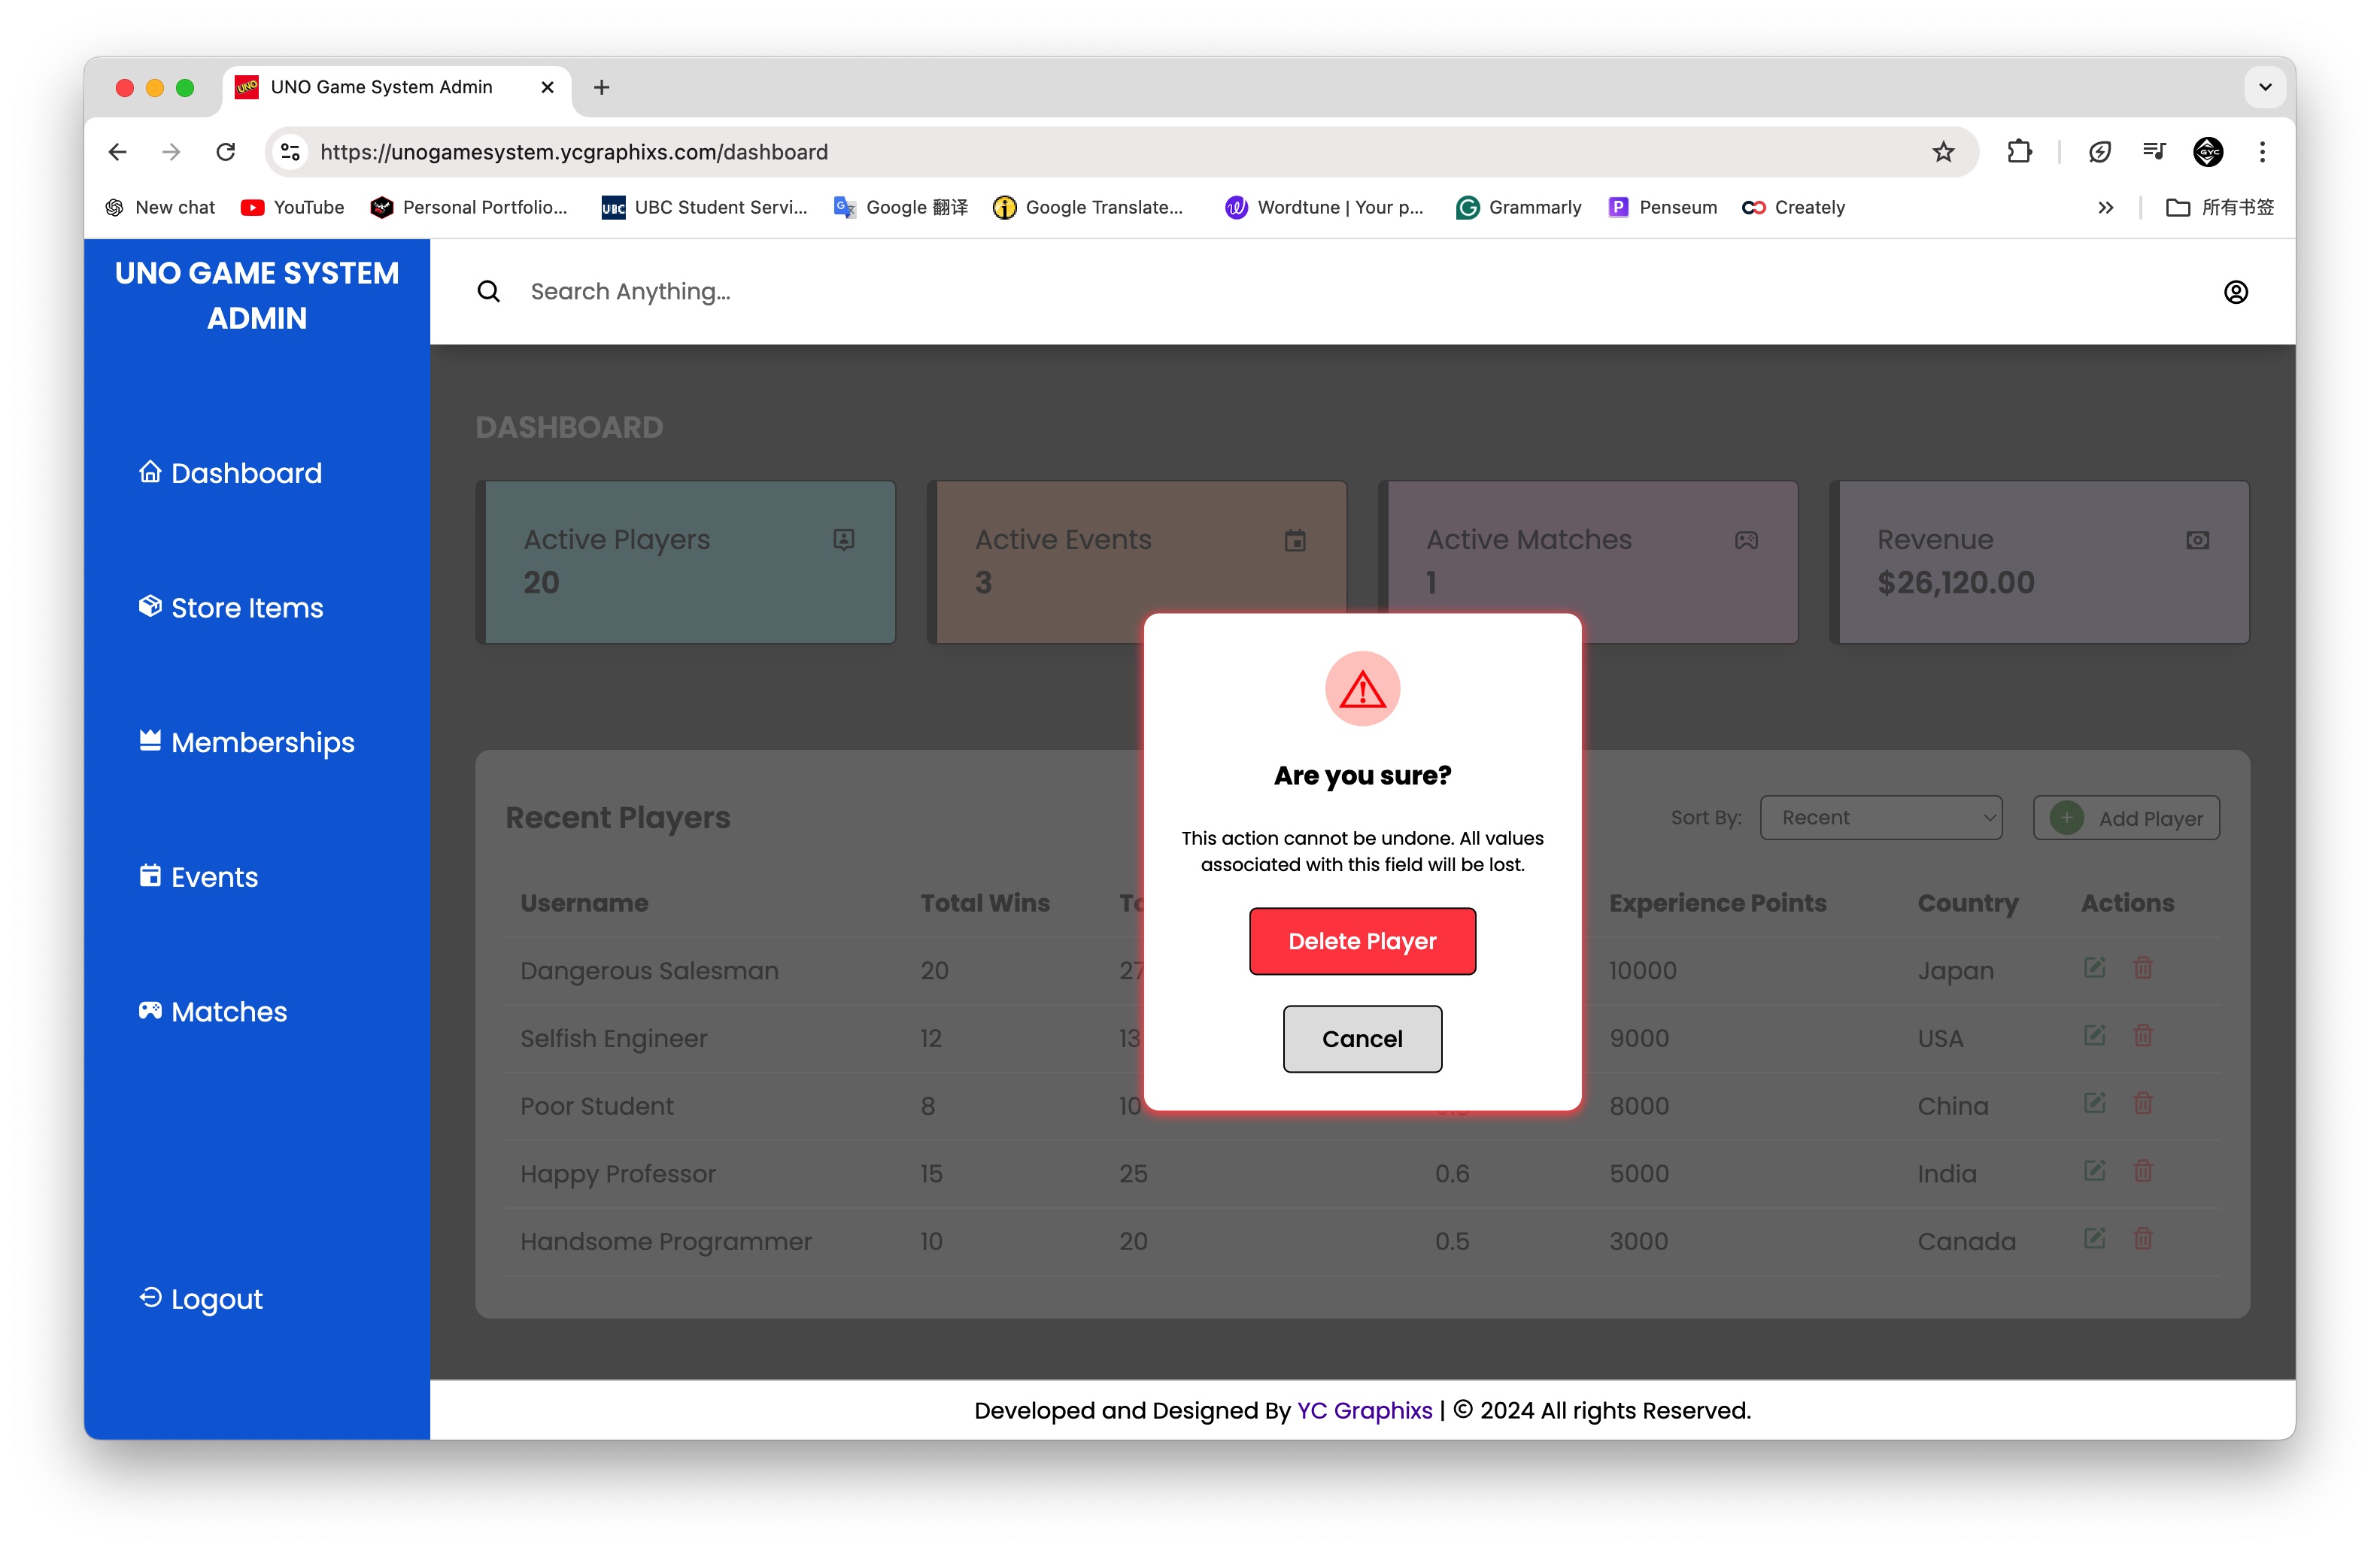 UNO Game System Admin
https://unogamesystem.ycgraphixs.com/dashboard
New chat YouTube Personal Portfolio... UBC UBC Student Servi... Google 翻译 Google Translate... Wordtune | Your p... Grammarly Penseum Creately 所有书签
UNO GAME SYSTEM
ADMIN
Search Anything...
Dashboard
Store Items
Memberships
Events
Matches
Logout
DASHBOARD
Active Players
20
Active Events
3
Active Matches
1
Revenue
$26,120.00
Are you sure?
This action cannot be undone. All values
associated with this field will be lost.
Delete Player
Cancel
Recent Players Sort By: Recent Add Player
Username Total Wins Experience Points Country Actions
Dangerous Salesman 20 27 10000 Japan
Selfish Engineer 12 13 9000 USA
Poor Student 8 10 8000 China
Happy Professor 15 25 0.6 5000 India
Handsome Programmer 10 20 0.5 3000 Canada
Developed and Designed By YC Graphixs | © 2024 All rights Reserved.